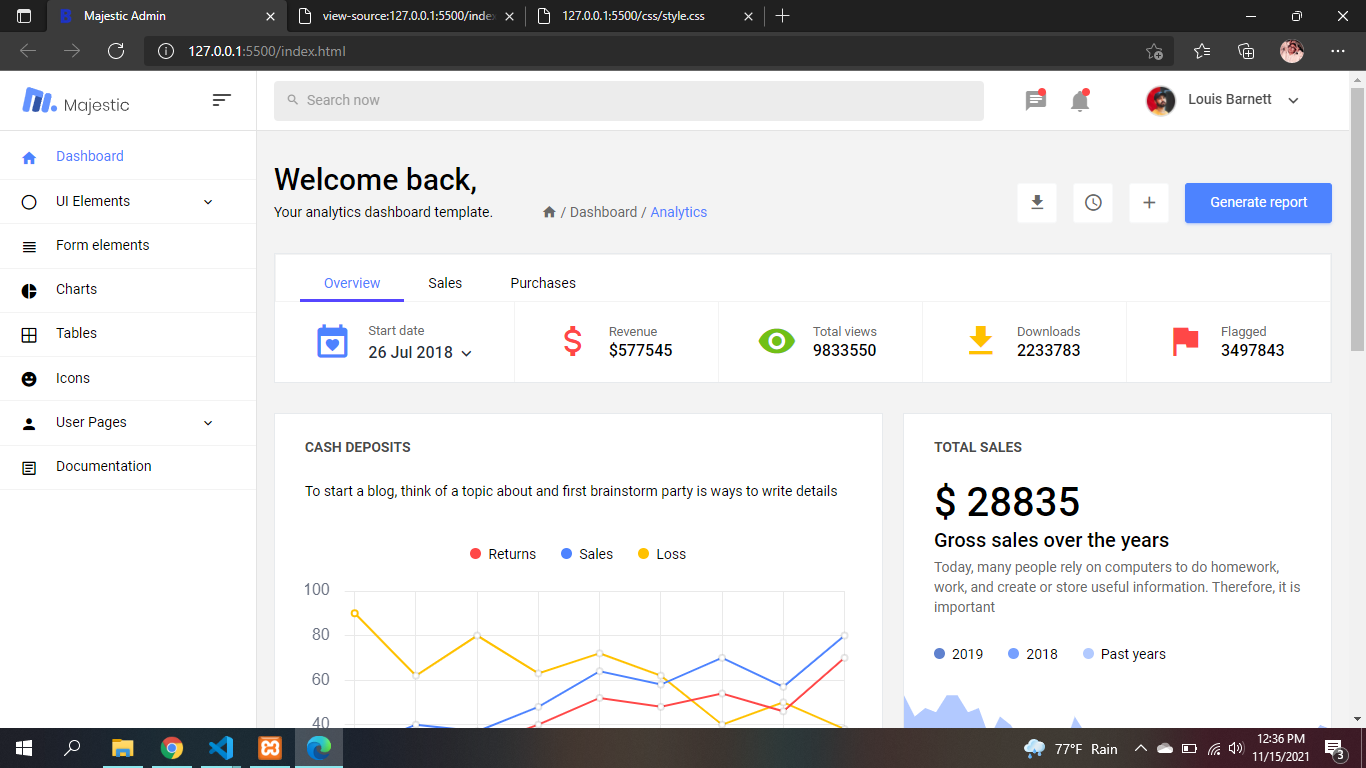 Majestic Admin
view-source:127.0.0.1:5500/index
127.0.0.1:5500/css/style.css
127.0.0.1:5500/index.html
Majestic
Search now
Louis Barnett
Dashboard
UI Elements
Form elements
Charts
Tables
Icons
User Pages
Documentation
Welcome back,
Your analytics dashboard template.
/ Dashboard / Analytics
Generate report
Overview Sales Purchases
Start date
26 Jul 2018
Revenue
$577545
Total views
9833550
Downloads
2233783
Flagged
3497843
CASH DEPOSITS
To start a blog, think of a topic about and first brainstorm party is ways to write details
Returns Sales Loss
100
80
60
40
TOTAL SALES
$ 28835
Gross sales over the years
Today, many people rely on computers to do homework,
work, and create or store useful information. Therefore, it is
important
2019 2018 Past years
77°F Rain
12:36 PM
11/15/2021
3